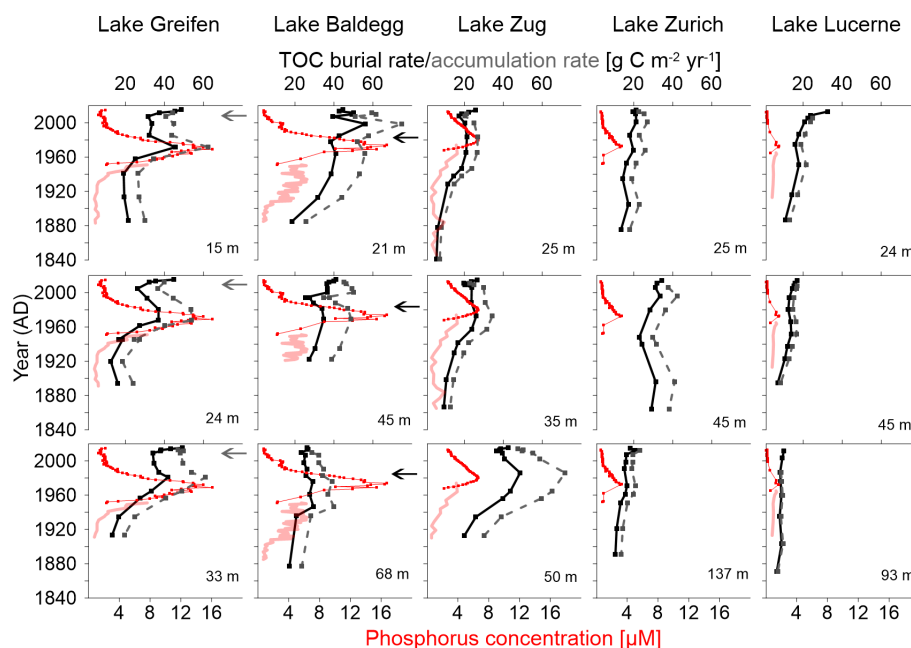 Lake Greifen Lake Baldegg Lake Zug Lake Zurich Lake Lucerne
TOC burial rate/accumulation rate [g C m⁻² yr⁻¹]
20 40 60 20 40 60 20 40 60 20 40 60 20 40 60
2000
1960
1920
1880
1840
15 m 21 m 25 m 25 m 24 m
Year (AD)
2000
1960
1920
1880
1840
24 m 45 m 35 m 45 m 45 m
2000
1960
1920
1880
1840
33 m 68 m 50 m 137 m 93 m
4 8 12 16 4 8 12 16 4 8 12 16 4 8 12 16 4 8 12 16
Phosphorus concentration [µM]